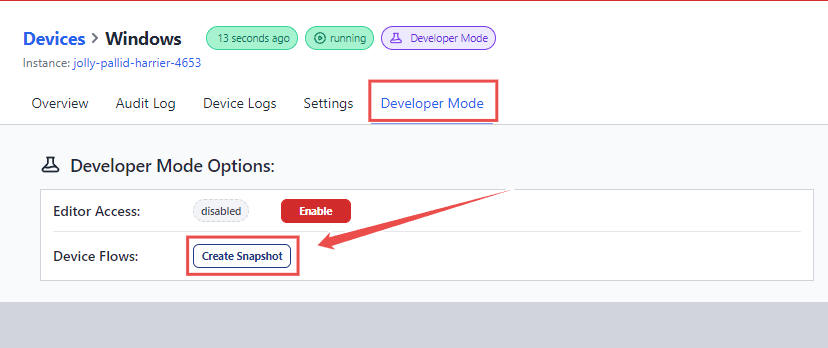 Devices > Windows 13 seconds ago running Developer Mode
Instance: jolly-pallid-harrier-4653
Overview Audit Log Device Logs Settings Developer Mode
Developer Mode Options:
Editor Access: disabled Enable
Device Flows: Create Snapshot